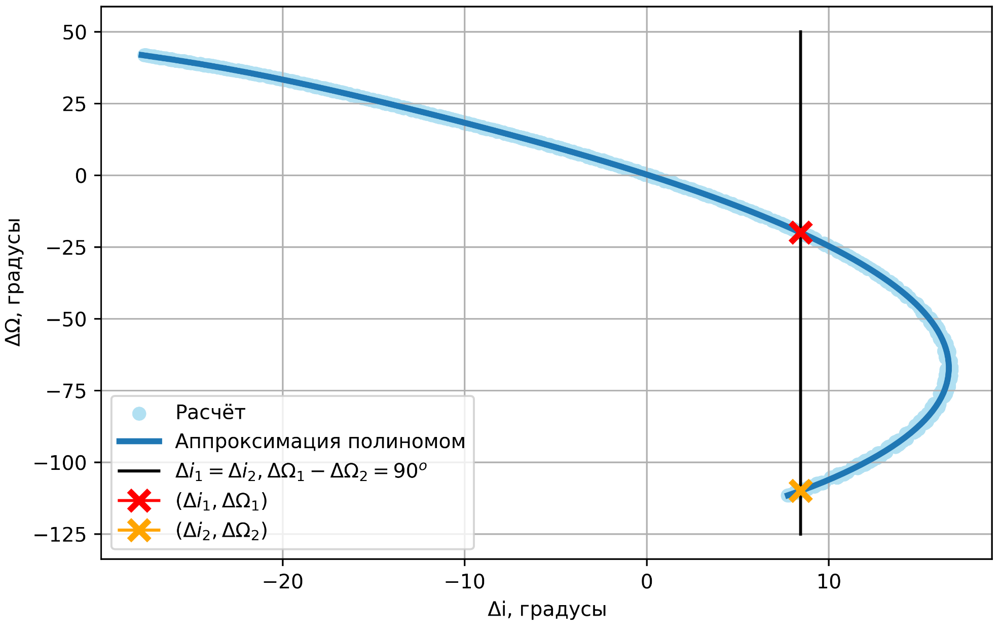 50
25
0
−25
−50
−75
−100
−125
ΔΩ, градусы
Расчёт
Аппроксимация полиномом
Δi₁ = Δi₂, ΔΩ₁ − ΔΩ₂ = 90ᵒ
(Δi₁, ΔΩ₁)
(Δi₂, ΔΩ₂)
−20 −10 0 10
Δi, градусы